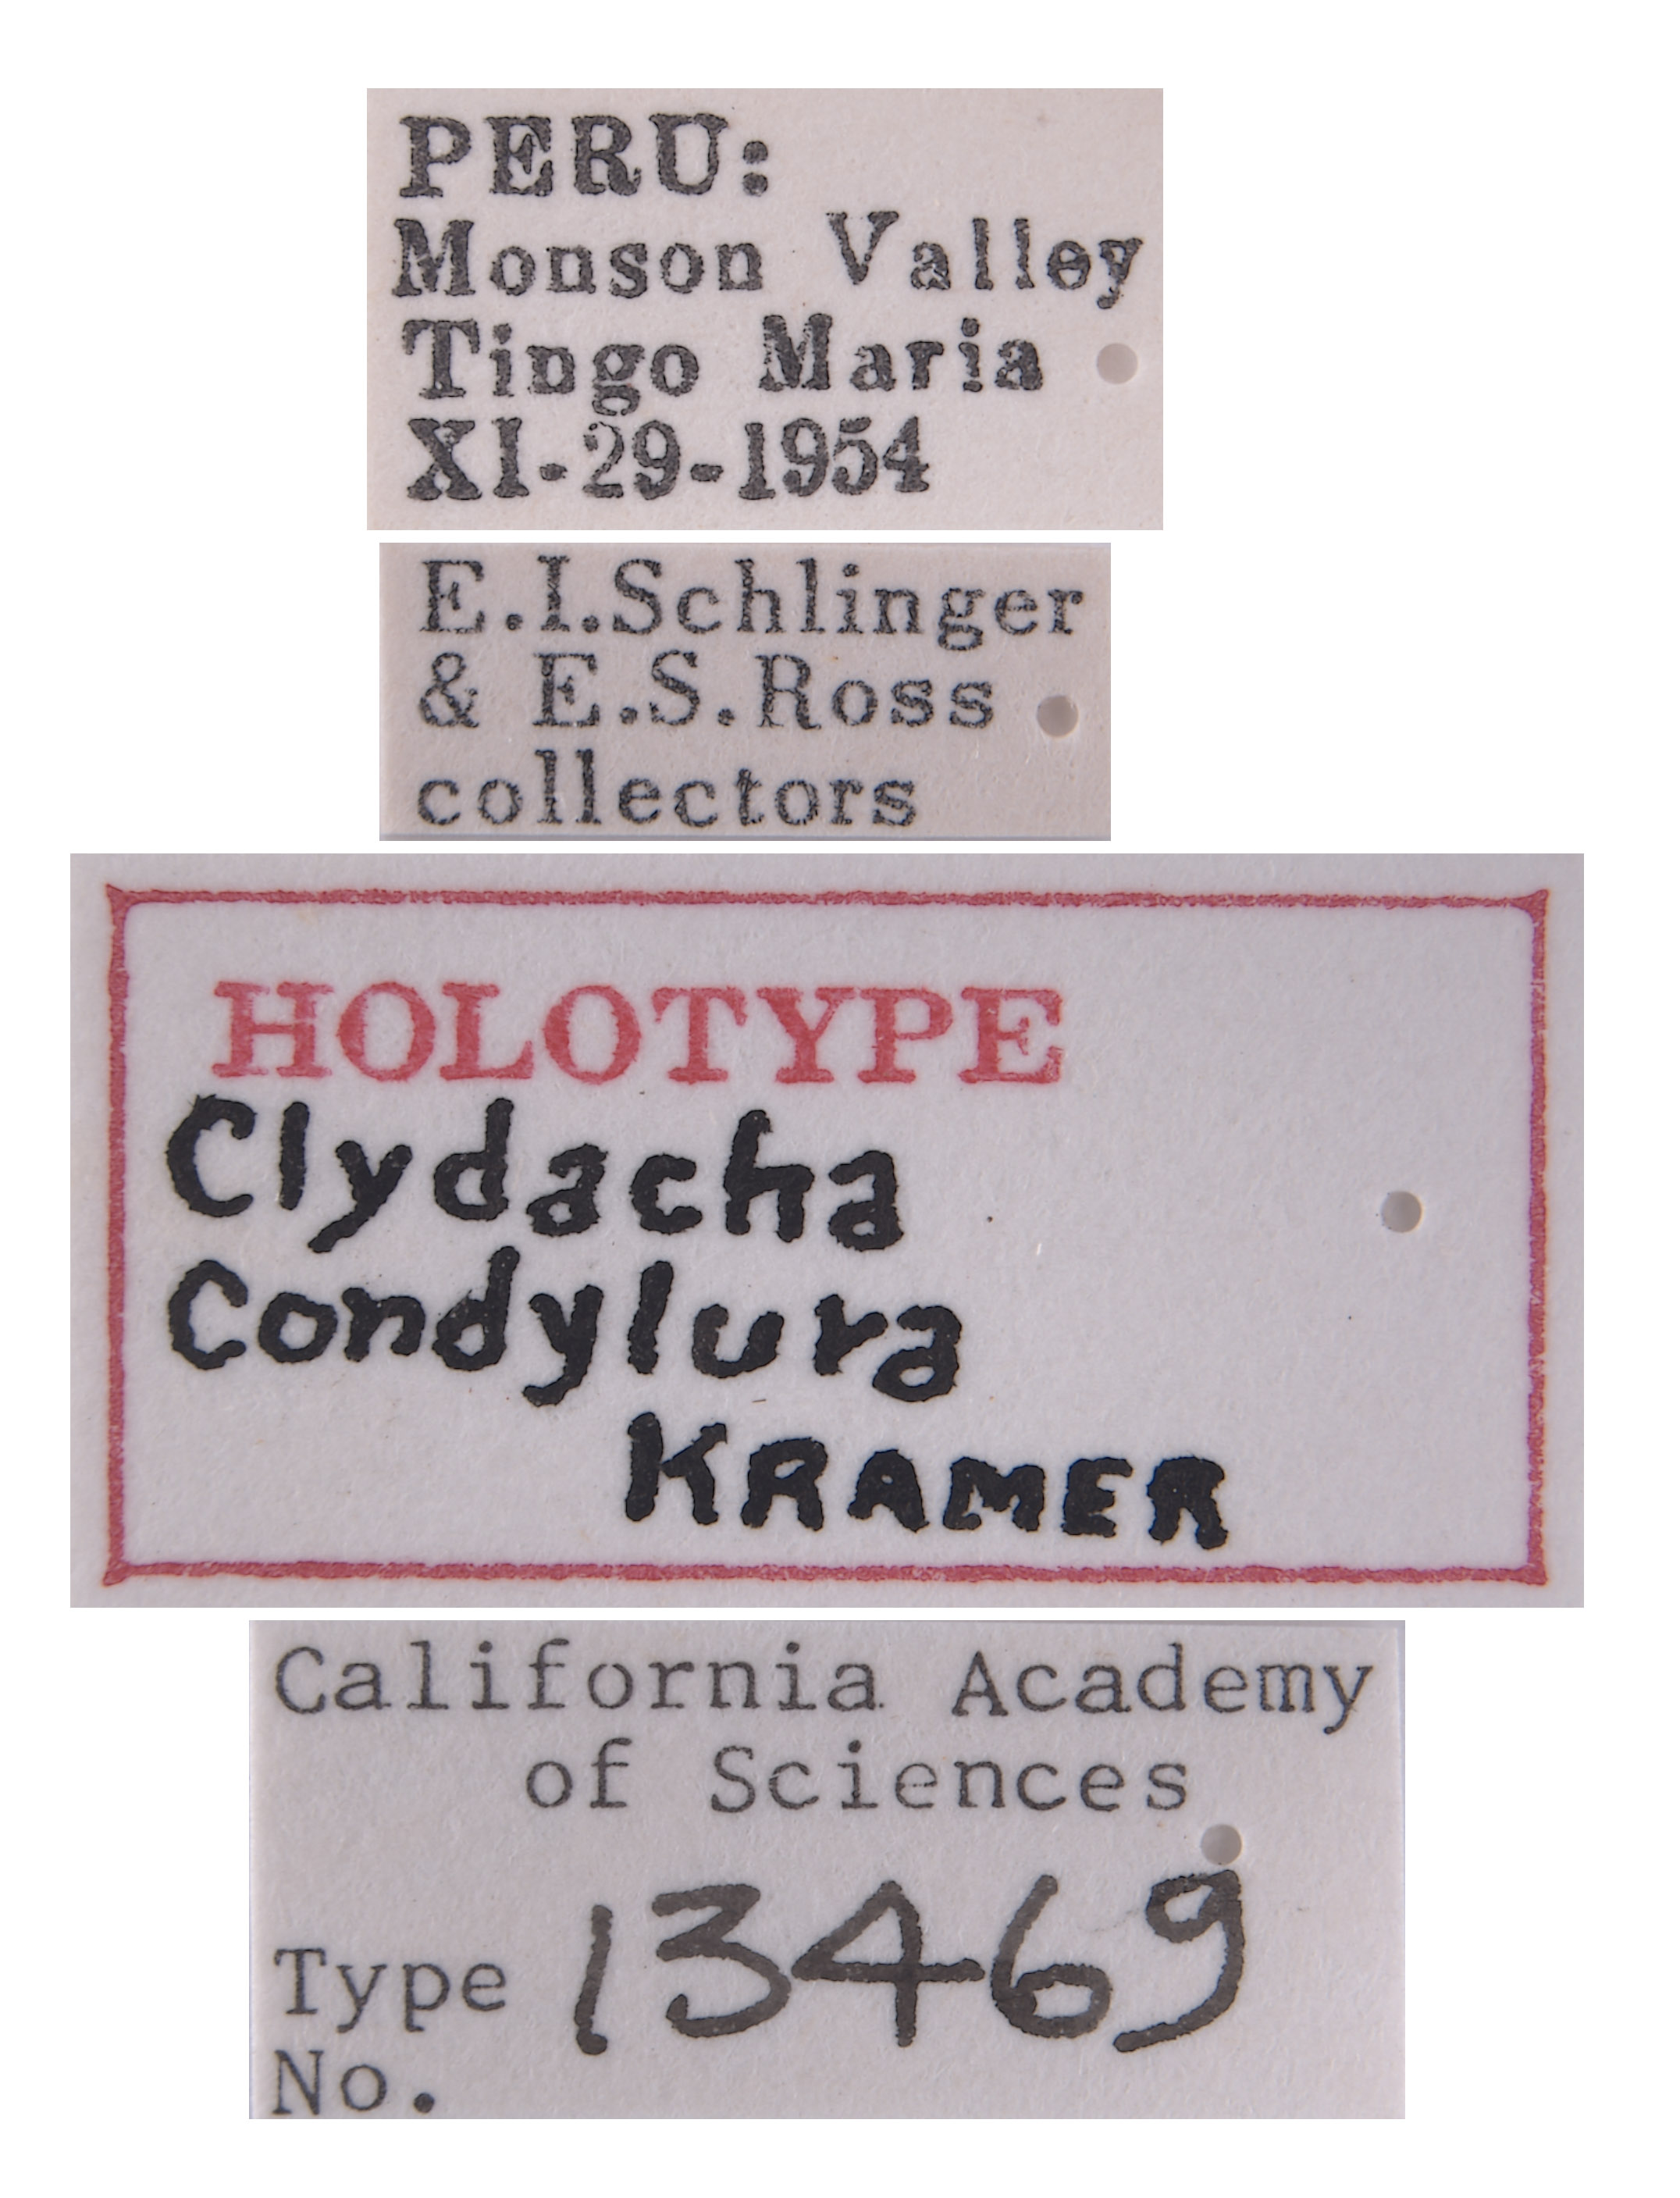 PERU:
Monson Valley
Tingo Maria
XI-29-1954
E.I.Schlinger
& E.S.Ross
collectors
HOLOTYPE
Clydacha
Condylura
KRAMER
California Academy
of Sciences
Type 13469
No.